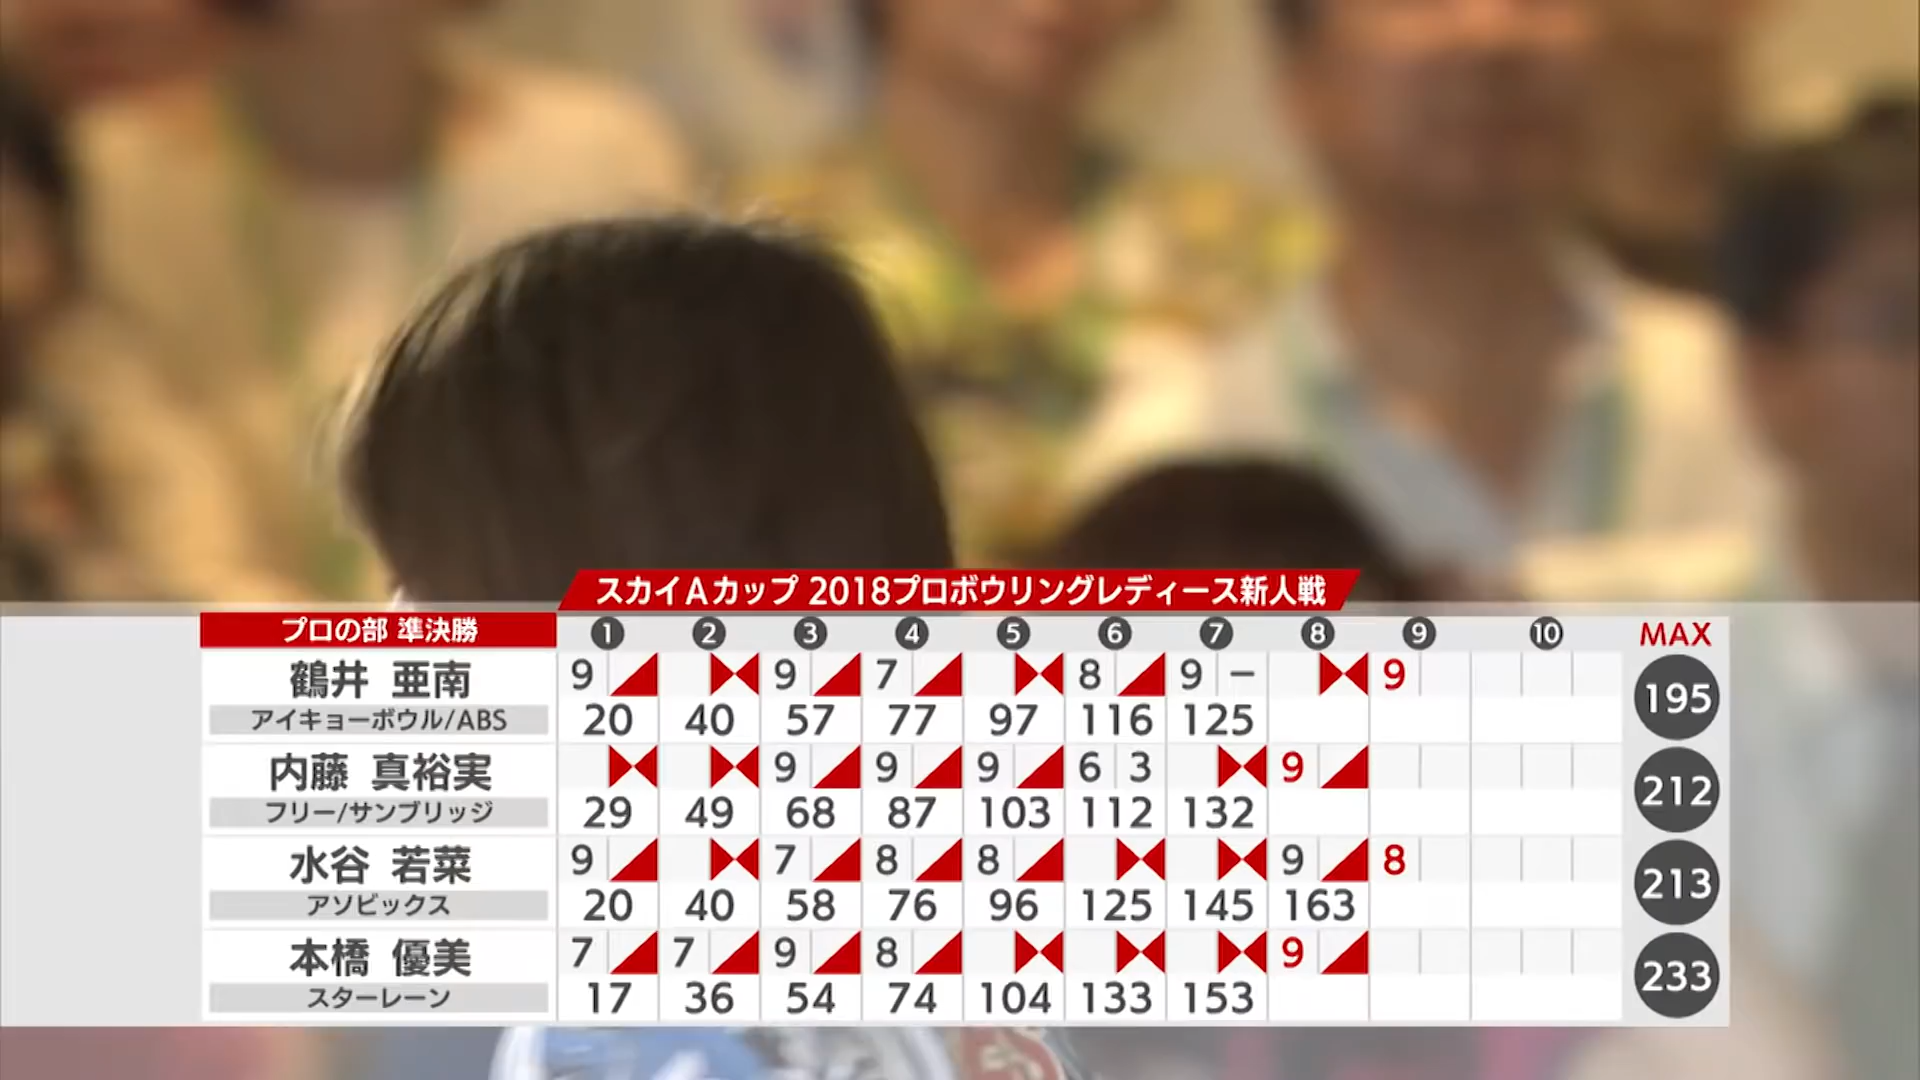 スカイAカップ 2018プロボウリングレディース新人戦
プロの部 準決勝 1 2 3 4 5 6 7 8 9 10 MAX
鶴井 亜南 9 9 7 8 9 － 9
アイキョーボウル/ABS 20 40 57 77 97 116 125 195
内藤 真裕実 9 9 9 6 3 9
フリー/サンブリッジ 29 49 68 87 103 112 132 212
水谷 若菜 9 7 8 8 9 8
アソビックス 20 40 58 76 96 125 145 163 213
本橋 優美 7 7 9 8 9
スターレーン 17 36 54 74 104 133 153 233